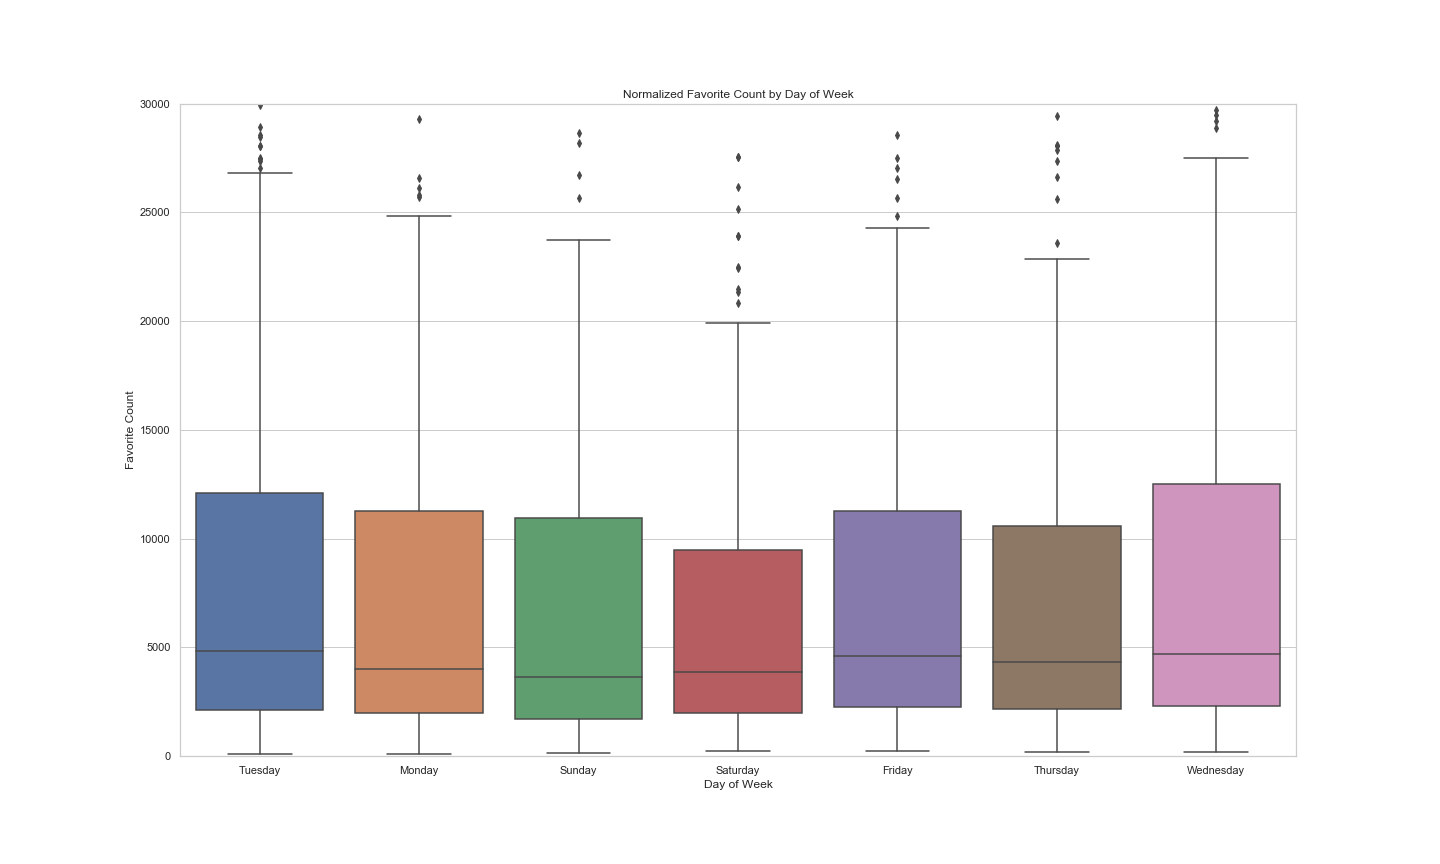 Normalized Favorite Count by Day of Week
30000
25000
20000
15000
10000
5000
0
Favorite Count
Tuesday Monday Sunday Saturday Friday Thursday Wednesday
Day of Week